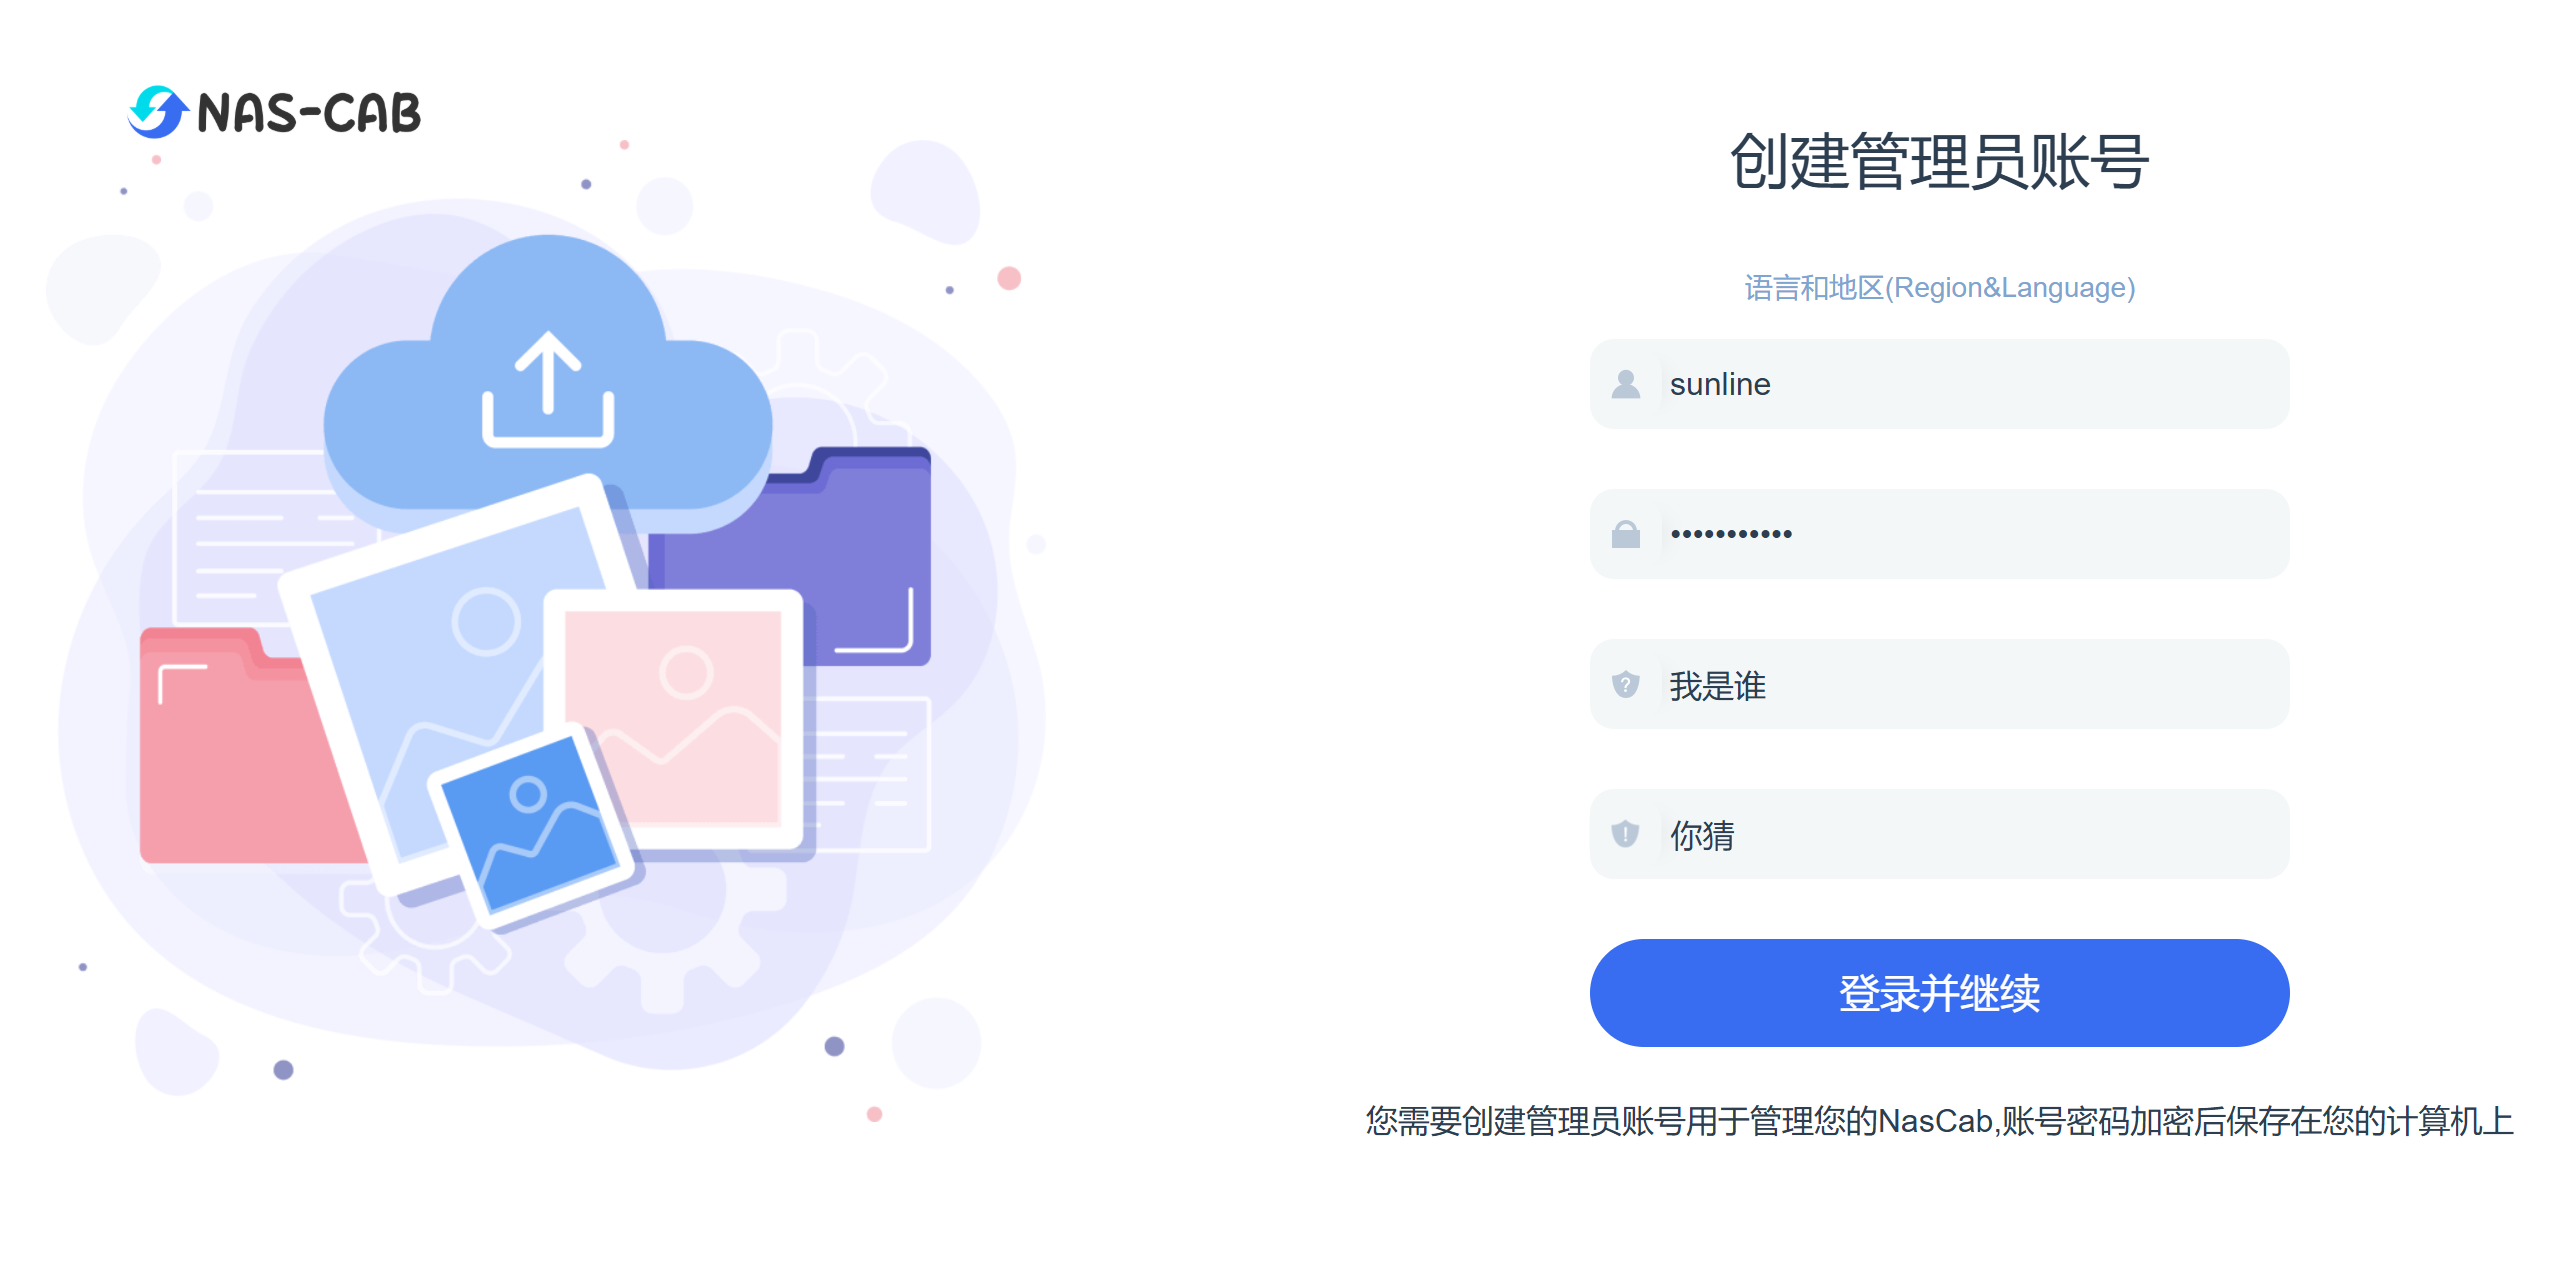 NAS-CAB
创建管理员账号
语言和地区(Region&Language)
sunline
•••••••••••
我是谁
你猜
登录并继续
您需要创建管理员账号用于管理您的NasCab,账号密码加密后保存在您的计算机上